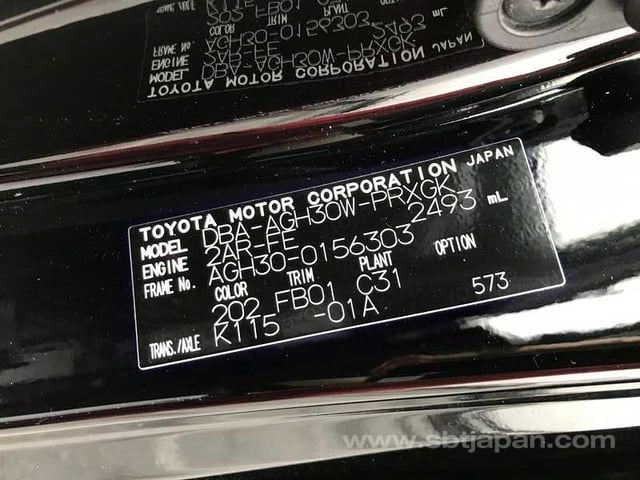 TOYOTA MOTOR CORPORATION JAPAN
MODEL DBA-AGH30W-PRXGK
ENGINE 2AR-FE 2493 mL
FRAME No. AGH30-0156303
COLOR TRIM PLANT OPTION
202 FB01 C31 573
TRANS./AXLE K115 -01A
www.sbtjapan.com